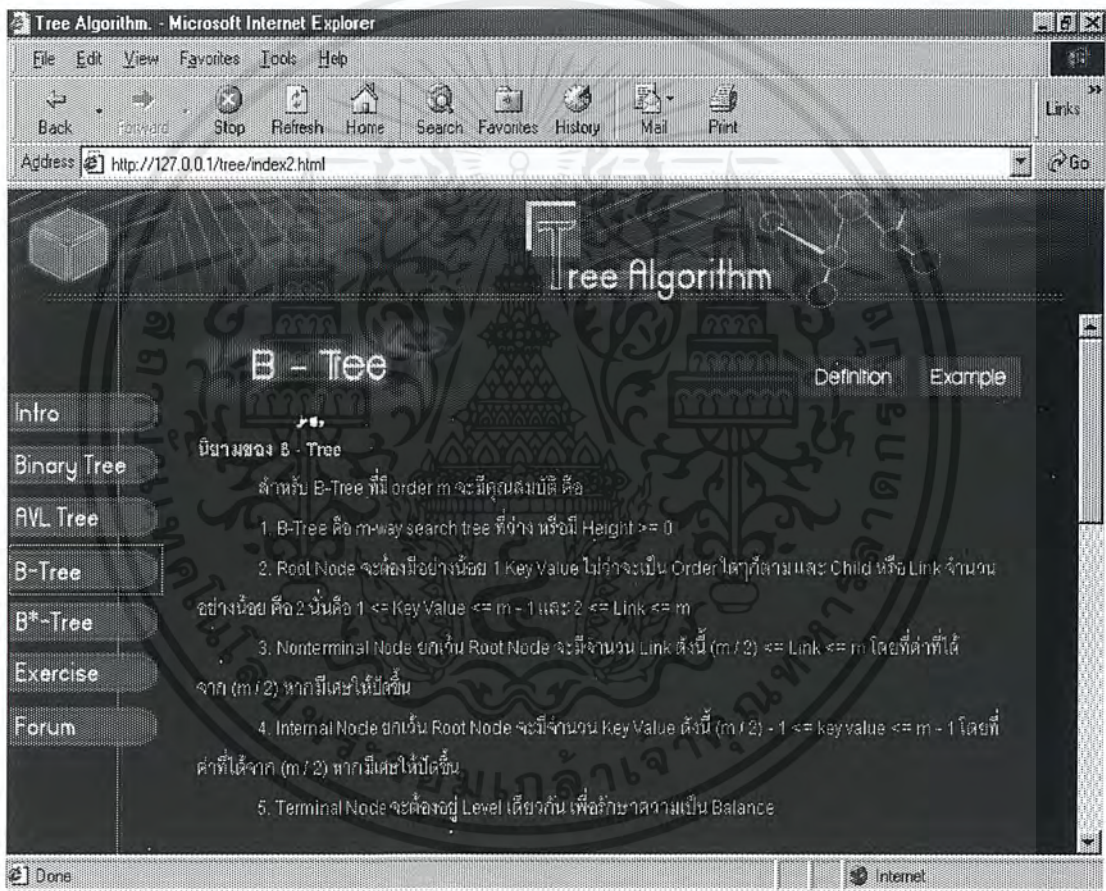 Tree Algorithm. - Microsoft Internet Explorer
File Edit View Favorites Tools Help
Back Forward Stop Refresh Home Search Favorites History Mail Print Links
Address http://127.0.0.1/tree/index2.html Go
Tree Algorithm
B - Tree
Definition Example
Intro
Binary Tree
AVL Tree
B-Tree
B*-Tree
Exercise
Forum
นิยามของ B - Tree
สำหรับ B-Tree ที่มี order m จะมีคุณสมบัติ คือ
1. B-Tree คือ m-way search tree ที่ว่าง หรือมี Height >= 0
2. Root Node จะต้องมีอย่างน้อย 1 Key Value ไม่ว่าจะเป็น Order ใดๆก็ตาม และ Child หรือ Link จำนวน
อย่างน้อย คือ 2 นั่นคือ 1 <= Key Value <= m - 1 และ 2 <= Link <= m
3. Nonterminal Node ยกเว้น Root Node จะมีจำนวน Link ดังนี้ (m / 2) <= Link <= m โดยที่ค่าที่ได้
จาก (m / 2) หากมีเศษให้ปัดขึ้น
4. Internal Node ยกเว้น Root Node จะมีจำนวน Key Value ดังนี้ (m / 2) - 1 <= key value <= m - 1 โดยที่
ค่าที่ได้จาก (m / 2) หากมีเศษให้ปัดขึ้น
5. Terminal Node จะต้องอยู่ Level เดียวกัน เพื่อรักษาความเป็น Balance
Done Internet